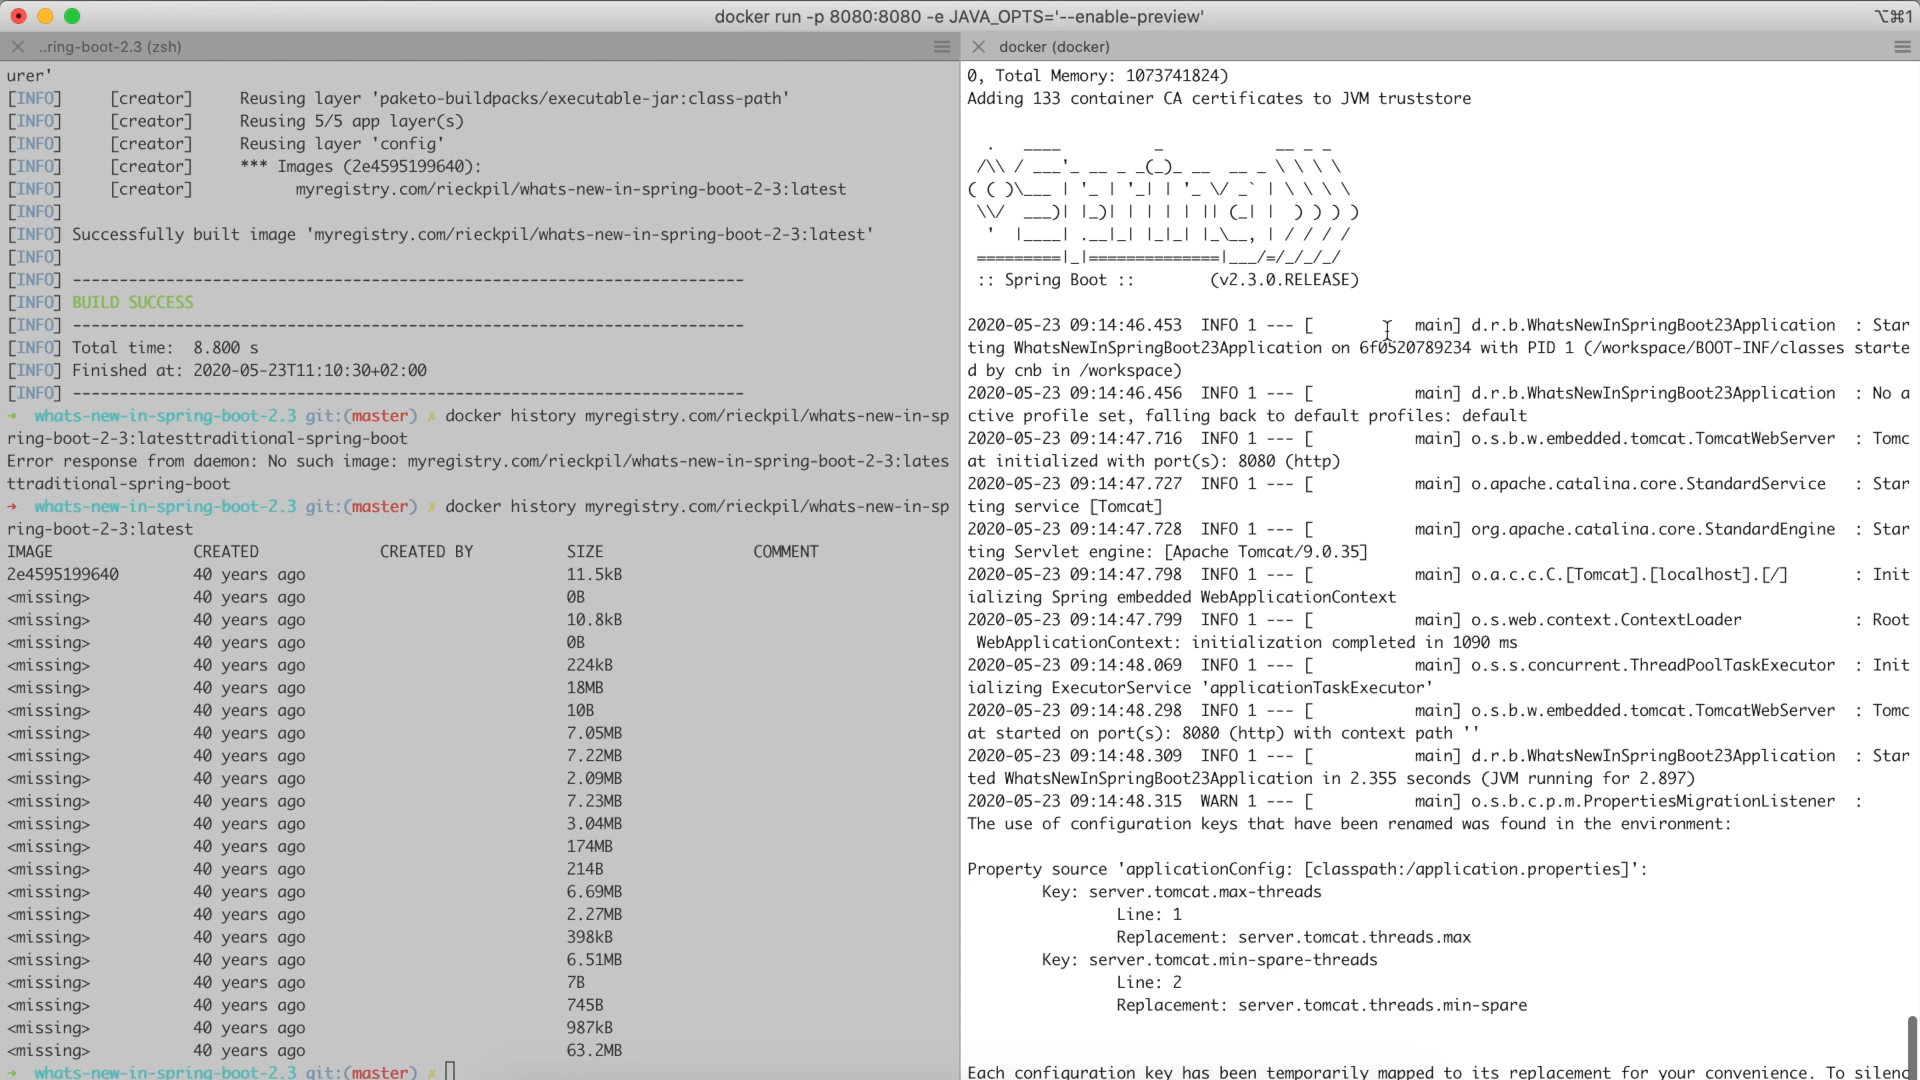 docker run -p 8080:8080 -e JAVA_OPTS='--enable-preview'
⌥⌘1
..ring-boot-2.3 (zsh)
urer'
[INFO]     [creator]     Reusing layer 'paketo-buildpacks/executable-jar:class-path'
[INFO]     [creator]     Reusing 5/5 app layer(s)
[INFO]     [creator]     Reusing layer 'config'
[INFO]     [creator]     *** Images (2e4595199640):
[INFO]     [creator]           myregistry.com/rieckpil/whats-new-in-spring-boot-2-3:latest
[INFO]
[INFO] Successfully built image 'myregistry.com/rieckpil/whats-new-in-spring-boot-2-3:latest'
[INFO]
[INFO] ------------------------------------------------------------------------
[INFO] BUILD SUCCESS
[INFO] ------------------------------------------------------------------------
[INFO] Total time:  8.800 s
[INFO] Finished at: 2020-05-23T11:10:30+02:00
[INFO] ------------------------------------------------------------------------
➜  whats-new-in-spring-boot-2.3 git:(master) ✗ docker history myregistry.com/rieckpil/whats-new-in-sp
ring-boot-2-3:latesttraditional-spring-boot
Error response from daemon: No such image: myregistry.com/rieckpil/whats-new-in-spring-boot-2-3:lates
ttraditional-spring-boot
➜  whats-new-in-spring-boot-2.3 git:(master) ✗ docker history myregistry.com/rieckpil/whats-new-in-sp
ring-boot-2-3:latest
IMAGE               CREATED             CREATED BY          SIZE                COMMENT
2e4595199640        40 years ago                            11.5kB
<missing>           40 years ago                            0B
<missing>           40 years ago                            10.8kB
<missing>           40 years ago                            0B
<missing>           40 years ago                            224kB
<missing>           40 years ago                            18MB
<missing>           40 years ago                            10B
<missing>           40 years ago                            7.05MB
<missing>           40 years ago                            7.22MB
<missing>           40 years ago                            2.09MB
<missing>           40 years ago                            7.23MB
<missing>           40 years ago                            3.04MB
<missing>           40 years ago                            174MB
<missing>           40 years ago                            214B
<missing>           40 years ago                            6.69MB
<missing>           40 years ago                            2.27MB
<missing>           40 years ago                            398kB
<missing>           40 years ago                            6.51MB
<missing>           40 years ago                            7B
<missing>           40 years ago                            745B
<missing>           40 years ago                            987kB
<missing>           40 years ago                            63.2MB
➜  whats-new-in-spring-boot-2.3 git:(master) ✗
docker (docker)
0, Total Memory: 1073741824)
Adding 133 container CA certificates to JVM truststore
  .   ____          _            __ _ _
 /\\ / ___'_ __ _ _(_)_ __  __ _ \ \ \ \
( ( )\___ | '_ | '_| | '_ \/ _` | \ \ \ \
 \\/  ___)| |_)| | | | | || (_| |  ) ) ) )
  '  |____| .__|_| |_|_| |_\__, | / / / /
 =========|_|==============|___/=/_/_/_/
 :: Spring Boot ::        (v2.3.0.RELEASE)
2020-05-23 09:14:46.453  INFO 1 --- [           main] d.r.b.WhatsNewInSpringBoot23Application  : Star
ting WhatsNewInSpringBoot23Application on 6f0520789234 with PID 1 (/workspace/BOOT-INF/classes starte
d by cnb in /workspace)
2020-05-23 09:14:46.456  INFO 1 --- [           main] d.r.b.WhatsNewInSpringBoot23Application  : No a
ctive profile set, falling back to default profiles: default
2020-05-23 09:14:47.716  INFO 1 --- [           main] o.s.b.w.embedded.tomcat.TomcatWebServer  : Tomc
at initialized with port(s): 8080 (http)
2020-05-23 09:14:47.727  INFO 1 --- [           main] o.apache.catalina.core.StandardService   : Star
ting service [Tomcat]
2020-05-23 09:14:47.728  INFO 1 --- [           main] org.apache.catalina.core.StandardEngine  : Star
ting Servlet engine: [Apache Tomcat/9.0.35]
2020-05-23 09:14:47.798  INFO 1 --- [           main] o.a.c.c.C.[Tomcat].[localhost].[/]       : Init
ializing Spring embedded WebApplicationContext
2020-05-23 09:14:47.799  INFO 1 --- [           main] o.s.web.context.ContextLoader            : Root
 WebApplicationContext: initialization completed in 1090 ms
2020-05-23 09:14:48.069  INFO 1 --- [           main] o.s.s.concurrent.ThreadPoolTaskExecutor  : Init
ializing ExecutorService 'applicationTaskExecutor'
2020-05-23 09:14:48.298  INFO 1 --- [           main] o.s.b.w.embedded.tomcat.TomcatWebServer  : Tomc
at started on port(s): 8080 (http) with context path ''
2020-05-23 09:14:48.309  INFO 1 --- [           main] d.r.b.WhatsNewInSpringBoot23Application  : Star
ted WhatsNewInSpringBoot23Application in 2.355 seconds (JVM running for 2.897)
2020-05-23 09:14:48.315  WARN 1 --- [           main] o.s.b.c.p.m.PropertiesMigrationListener  :
The use of configuration keys that have been renamed was found in the environment:
Property source 'applicationConfig: [classpath:/application.properties]':
        Key: server.tomcat.max-threads
                Line: 1
                Replacement: server.tomcat.threads.max
        Key: server.tomcat.min-spare-threads
                Line: 2
                Replacement: server.tomcat.threads.min-spare
Each configuration key has been temporarily mapped to its replacement for your convenience. To silenc